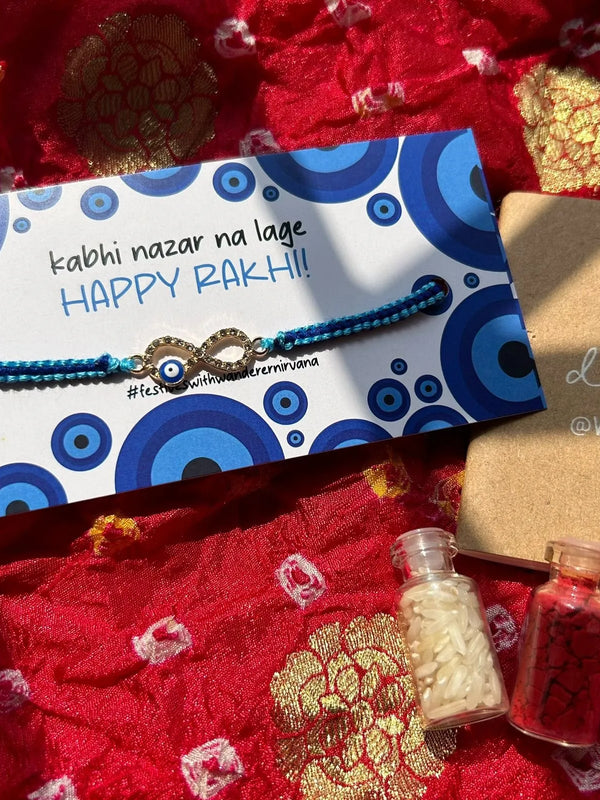 kabhi nazar na lage
HAPPY RAKHI!
#festiveswithwanderernirvana